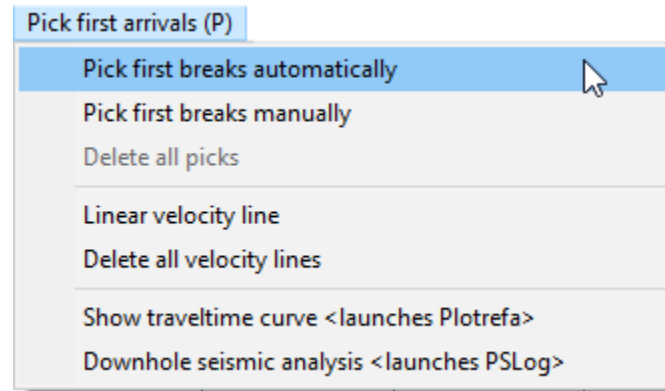 Pick first arrivals (P)
Pick first breaks automatically
Pick first breaks manually
Delete all picks
Linear velocity line
Delete all velocity lines
Show traveltime curve <launches Plotrefa>
Downhole seismic analysis <launches PSLog>